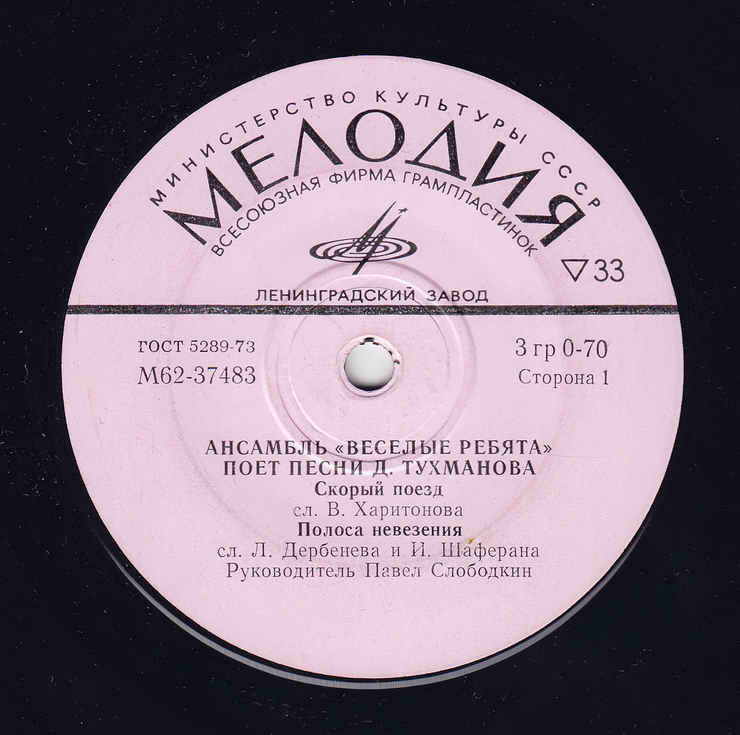 МИНИСТЕРСТВО КУЛЬТУРЫ СССР
МЕЛОДИЯ
ВСЕСОЮЗНАЯ ФИРМА ГРАМПЛАСТИНОК
▽33
ЛЕНИНГРАДСКИЙ ЗАВОД
ГОСТ 5289-73
3 гр 0-70
М62-37483
Сторона 1
АНСАМБЛЬ «ВЕСЕЛЫЕ РЕБЯТА»
ПОЕТ ПЕСНИ Д. ТУХМАНОВА
Скорый поезд
сл. В. Харитонова
Полоса невезения
сл. Л. Дербенева и И. Шаферана
Руководитель Павел Слободкин